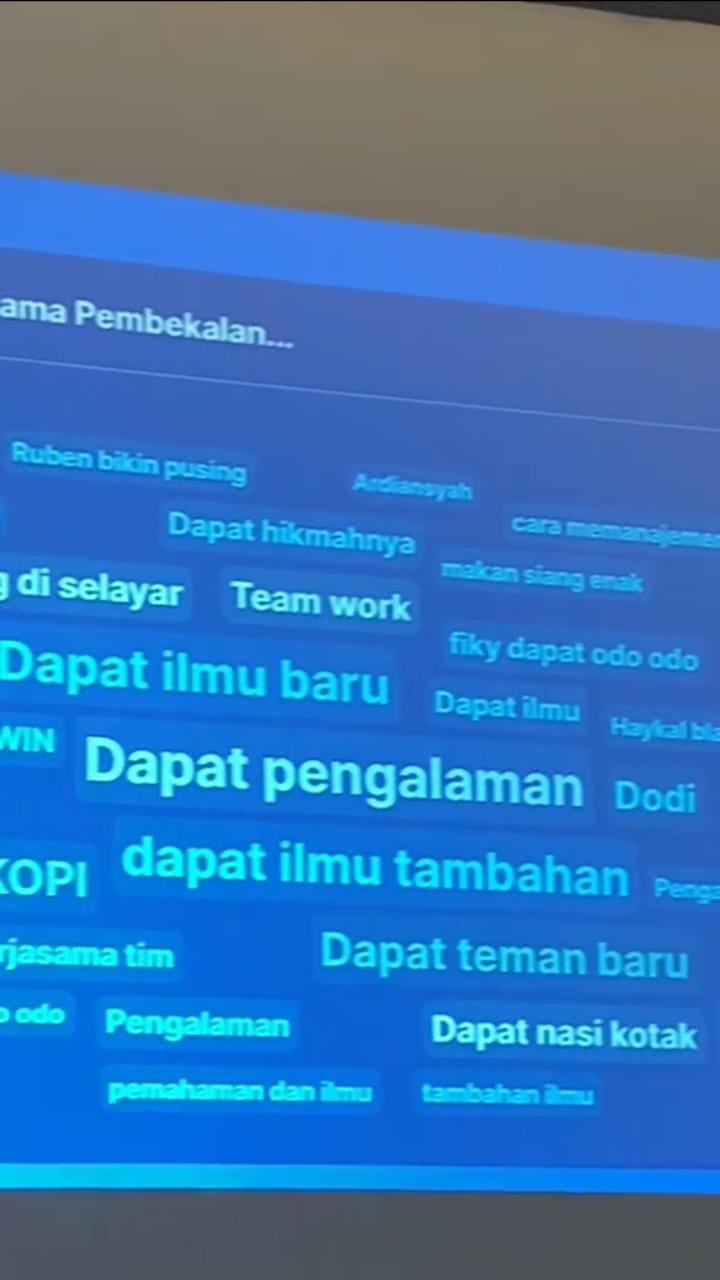 ama Pembekalan...
Ruben bikin pusing
Ardiansyah
Dapat hikmahnya
cara memanajemen
makan siang enak
g di selayar
Team work
fiky dapat odo odo
Dapat ilmu baru
Dapat ilmu
Haykal bla
WIN
Dapat pengalaman
Dodi
KOPI
dapat ilmu tambahan
Penga
rjasama tim
Dapat teman baru
o odo
Pengalaman
Dapat nasi kotak
pemahaman dan ilmu
tambahan ilmu